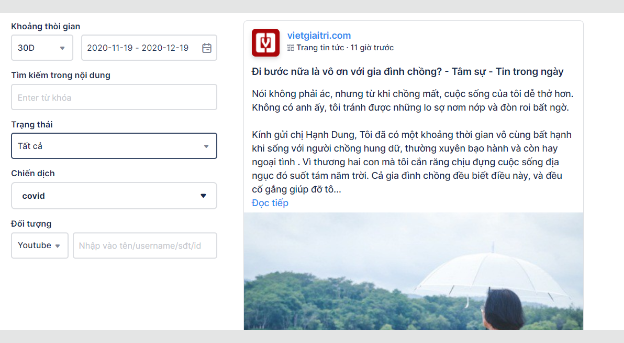 Khoảng thời gian
30D
2020-11-19 - 2020-12-19
Tìm kiếm trong nội dung
Enter từ khóa
Trạng thái
Tất cả
Chiến dịch
covid
Đối tượng
Youtube
Nhập vào tên/username/sđt/id
vietgiaitri.com
Trang tin tức · 11 giờ trước
Đi bước nữa là vô ơn với gia đình chồng? - Tâm sự - Tin trong ngày
Nói không phải ác, nhưng từ khi chồng mất, cuộc sống của tôi dễ thở hơn.
Không có anh ấy, tôi tránh được những lo sợ nơm nớp và đòn roi bất ngờ.
Kính gửi chị Hạnh Dung, Tôi đã có một khoảng thời gian vô cùng bất hạnh
khi sống với người chồng hung dữ, thường xuyên bạo hành và còn hay
ngoại tình . Vì thương hai con mà tôi cắn răng chịu đựng cuộc sống địa
ngục đó suốt tám năm trời. Cả gia đình chồng đều biết điều này, và đều
cố gắng giúp đỡ tô...
Đọc tiếp